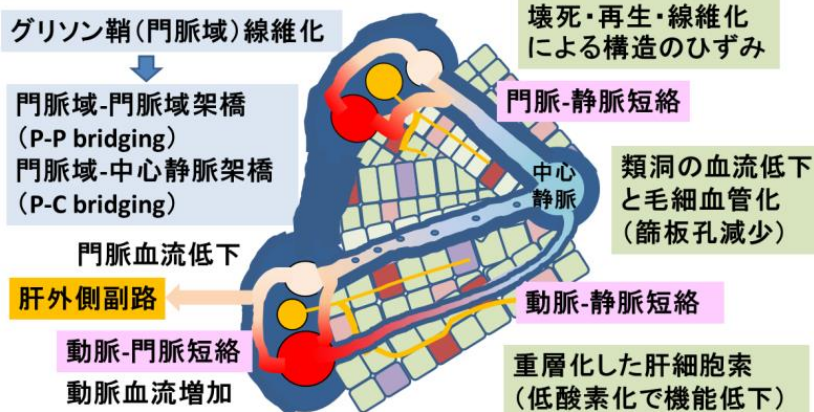 グリソン鞘(門脈域)線維化
門脈域-門脈域架橋
(P-P bridging)
門脈域-中心静脈架橋
(P-C bridging)
門脈血流低下
肝外側副路
動脈-門脈短絡
動脈血流増加
壊死・再生・線維化
による構造のひずみ
門脈-静脈短絡
中心
静脈
類洞の血流低下
と毛細血管化
(篩板孔減少)
動脈-静脈短絡
重層化した肝細胞索
(低酸素化で機能低下)